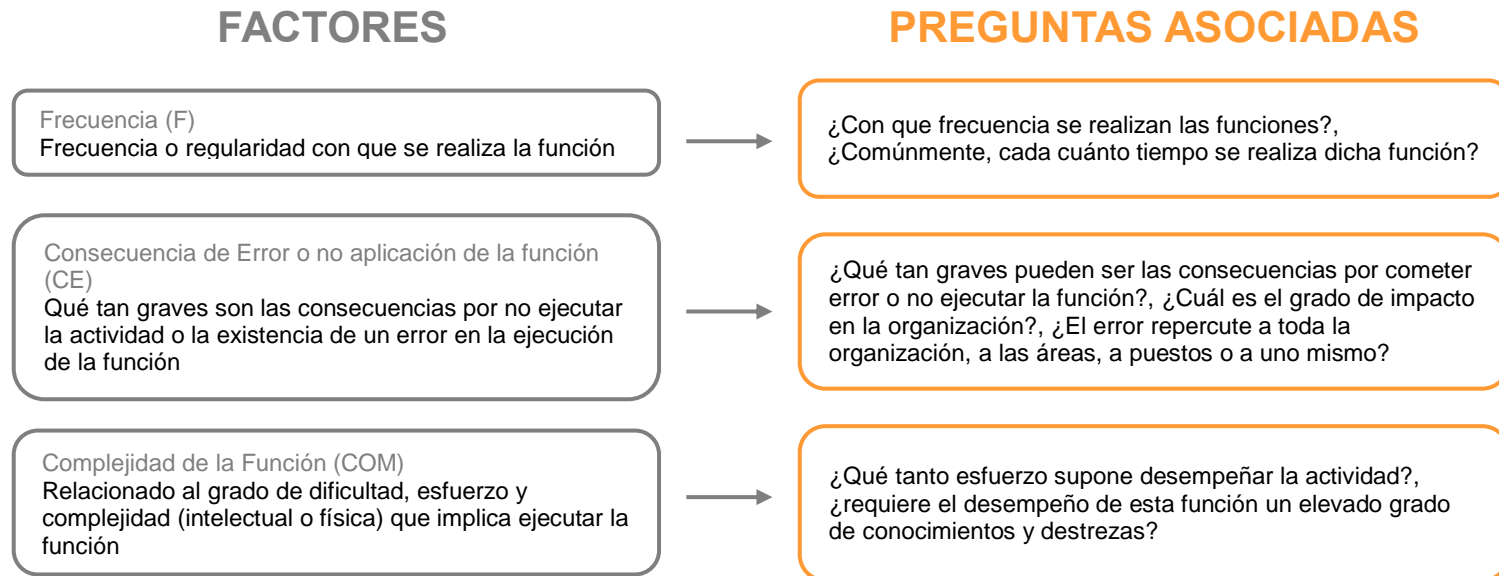 FACTORES
PREGUNTAS ASOCIADAS
Frecuencia (F)
Frecuencia o regularidad con que se realiza la función
¿Con que frecuencia se realizan las funciones?,
¿Comúnmente, cada cuánto tiempo se realiza dicha función?
Consecuencia de Error o no aplicación de la función
(CE)
Qué tan graves son las consecuencias por no ejecutar
la actividad o la existencia de un error en la ejecución
de la función
¿Qué tan graves pueden ser las consecuencias por cometer
error o no ejecutar la función?, ¿Cuál es el grado de impacto
en la organización?, ¿El error repercute a toda la
organización, a las áreas, a puestos o a uno mismo?
Complejidad de la Función (COM)
Relacionado al grado de dificultad, esfuerzo y
complejidad (intelectual o física) que implica ejecutar la
función
¿Qué tanto esfuerzo supone desempeñar la actividad?,
¿requiere el desempeño de esta función un elevado grado
de conocimientos y destrezas?